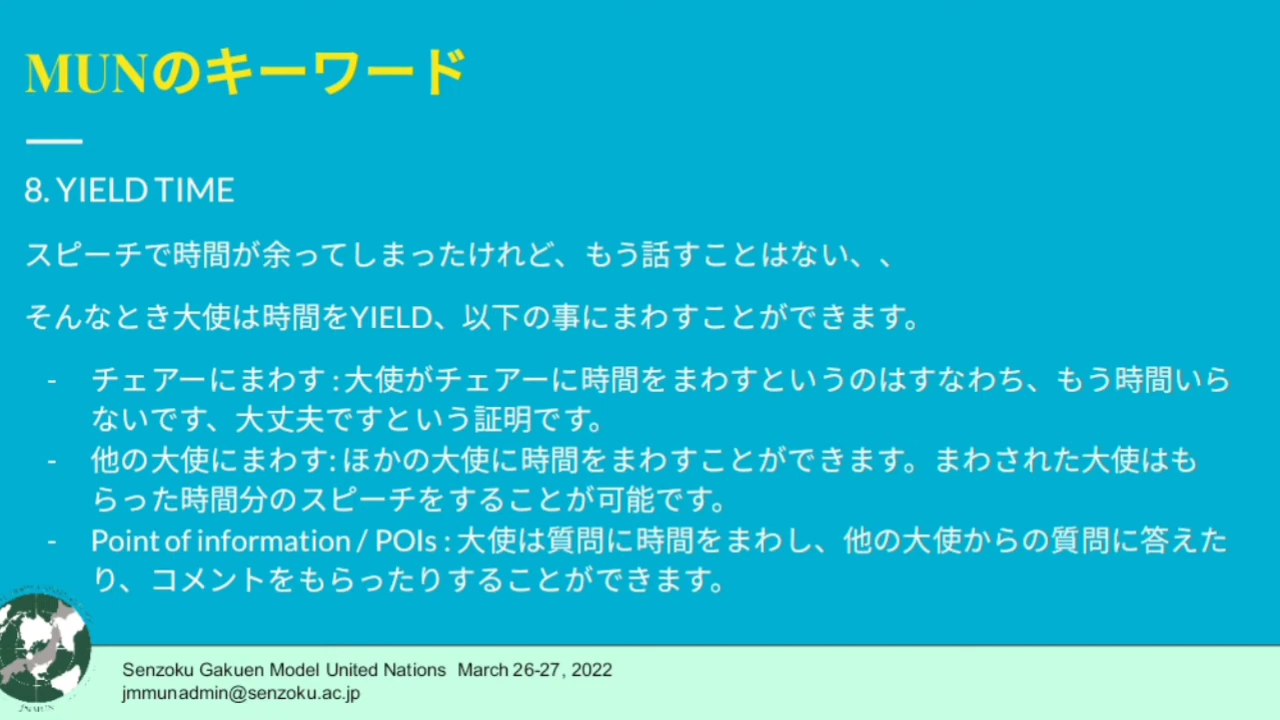 MUNのキーワード
8. YIELD TIME
スピーチで時間が余ってしまったけれど、もう話すことはない、、
そんなとき大使は時間をYIELD、以下の事にまわすことができます。
- チェアーにまわす : 大使がチェアーに時間をまわすというのはすなわち、もう時間いら
ないです、大丈夫ですという証明です。
- 他の大使にまわす: ほかの大使に時間をまわすことができます。まわされた大使はも
らった時間分のスピーチをすることが可能です。
- Point of information / POIs : 大使は質問に時間をまわし、他の大使からの質問に答えた
り、コメントをもらったりすることができます。
Senzoku Gakuen Model United Nations March 26-27, 2022
jmmunadmin@senzoku.ac.jp